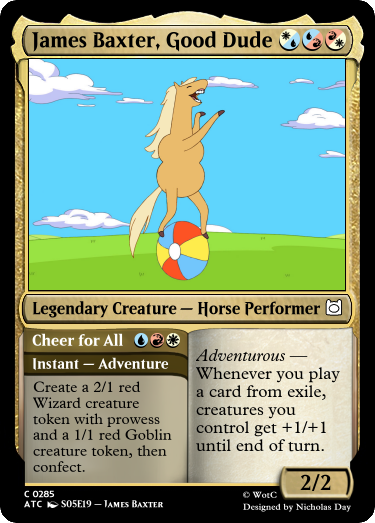 James Baxter, Good Dude
Legendary Creature — Horse Performer
Cheer for All
Instant — Adventure
Create a 2/1 red
Wizard creature
token with prowess
and a 1/1 red Goblin
creature token, then
confect.
Adventurous —
Whenever you play
a card from exile,
creatures you
control get +1/+1
until end of turn.
2/2
C 0285
ATC S05E19 — James Baxter
© WotC
Designed by Nicholas Day